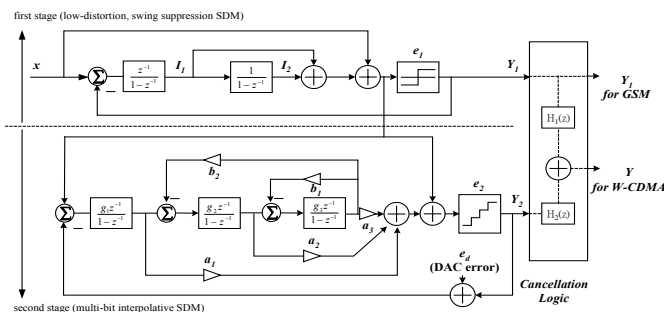 first stage (low-distortion, swing suppression SDM)
x
Σ
−
z⁻¹
1−z⁻¹
I₁
1
1−z⁻¹
I₂
+
+
e₁
Y₁
Y₁
for GSM
H₁(z)
+
Y
for W-CDMA
H₂(z)
Cancellation
Logic
b₂
b₁
Σ
−
g₁z⁻¹
1−z⁻¹
Σ
−
g₂z⁻¹
1−z⁻¹
Σ
−
g₃z⁻¹
1−z⁻¹
a₃
+
+
e₂
Y₂
a₂
a₁
e_d
(DAC error)
+
second stage (multi-bit interpolative SDM)